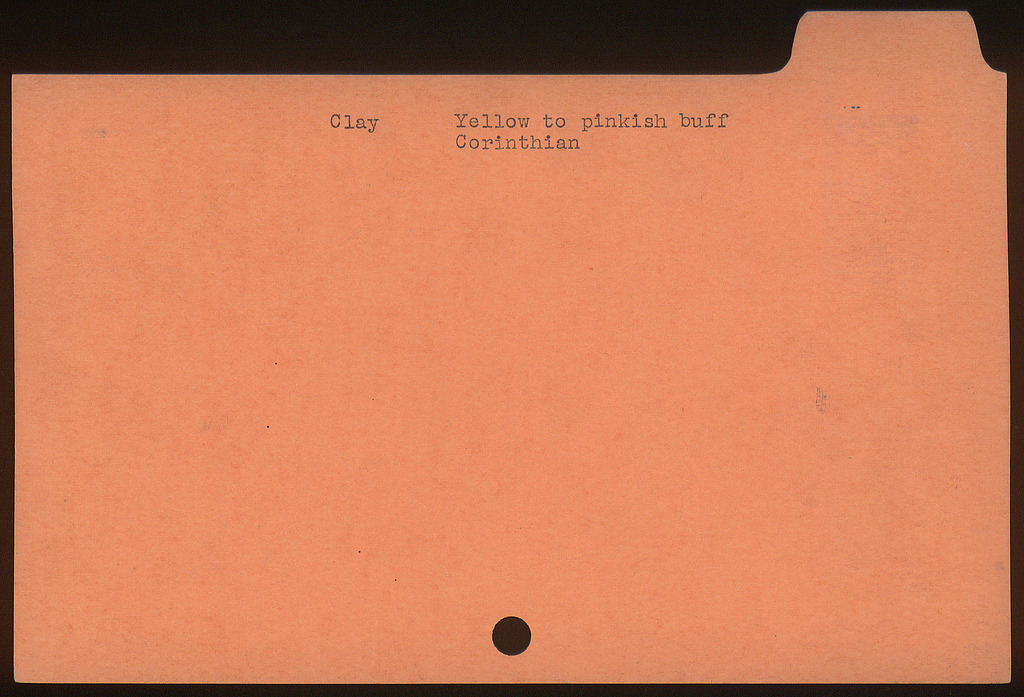 Clay Yellow to pinkish buff
Corinthian